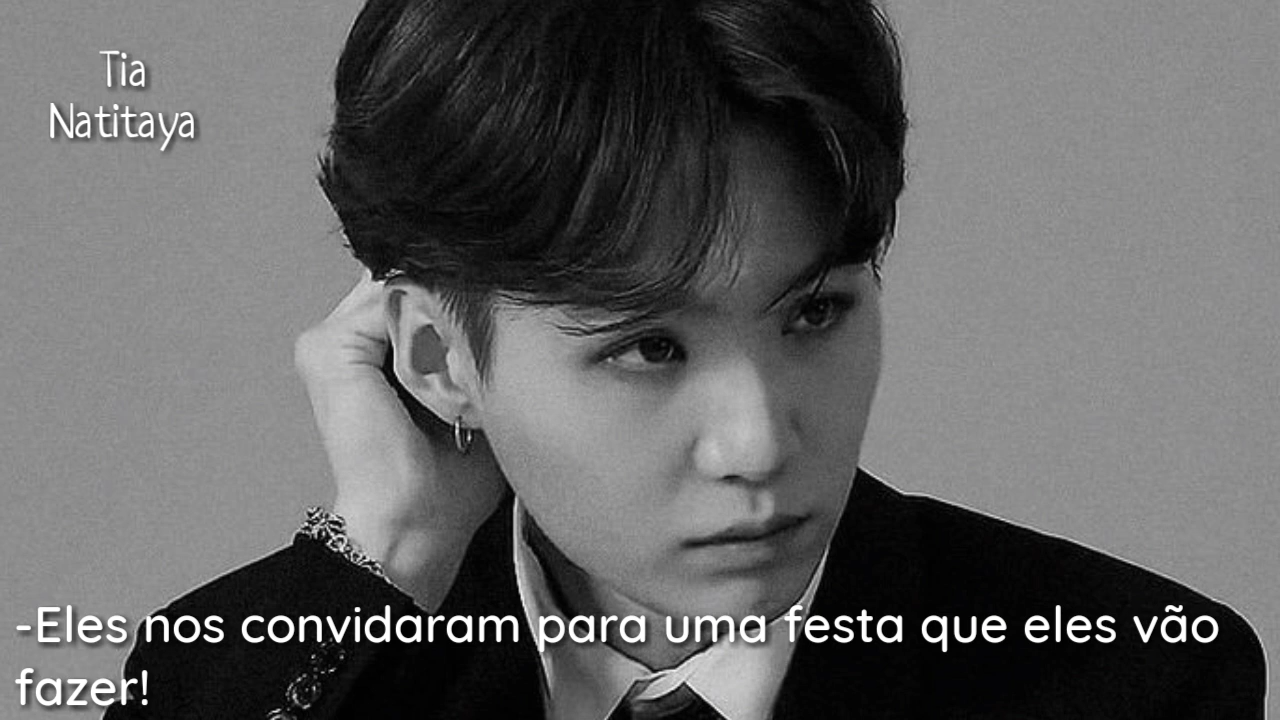 Tia
Natitaya
-Eles nos convidaram para uma festa que eles vão
fazer!